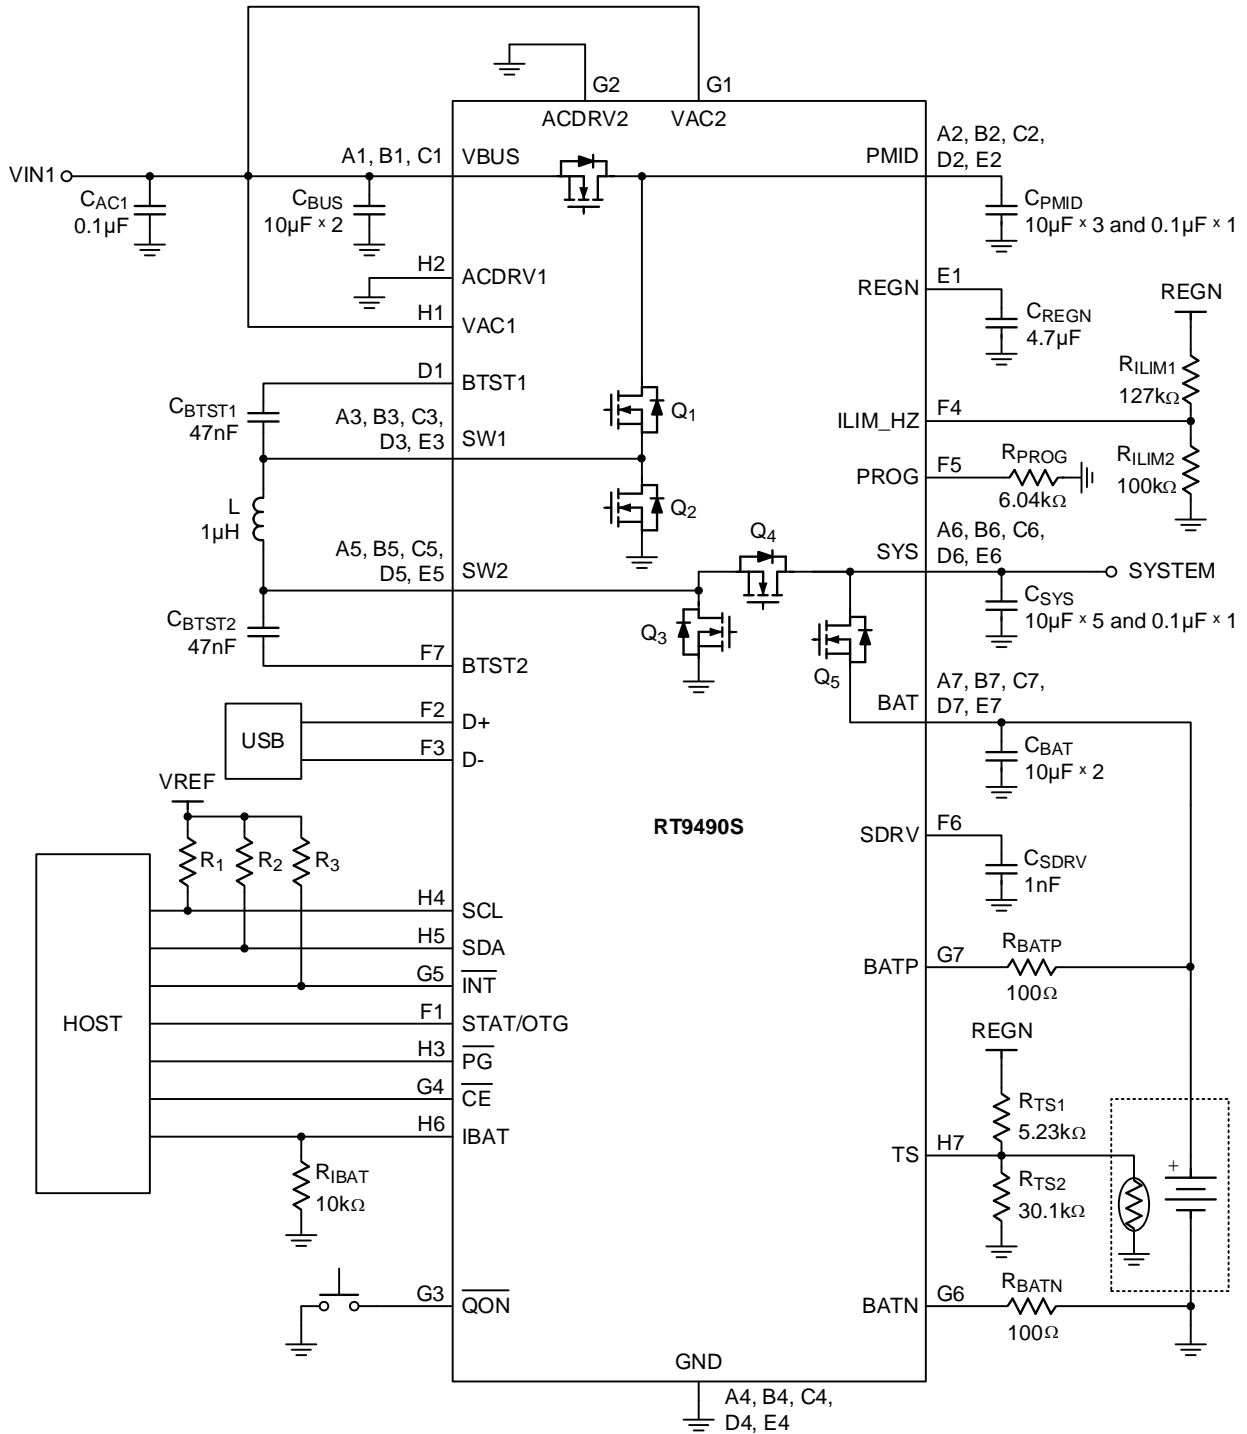 G2
G1
ACDRV2
VAC2
VIN1
A1, B1, C1
VBUS
PMID
A2, B2, C2,
D2, E2
CAC1
0.1µF
CBUS
10µF x 2
CPMID
10µF x 3 and 0.1µF x 1
H2
ACDRV1
H1
VAC1
REGN
E1
CREGN
4.7µF
REGN
D1
BTST1
CBTST1
47nF
A3, B3, C3,
D3, E3
SW1
Q1
RILIM1
127kΩ
ILIM_HZ
F4
PROG
F5
RPROG
6.04kΩ
RILIM2
100kΩ
L
1µH
Q2
A5, B5, C5,
D5, E5
SW2
Q4
SYS
A6, B6, C6,
D6, E6
SYSTEM
CBTST2
47nF
Q3
Q5
CSYS
10µF x 5 and 0.1µF x 1
F7
BTST2
BAT
A7, B7, C7,
D7, E7
USB
F2
D+
F3
D-
CBAT
10µF x 2
VREF
RT9490S
SDRV
F6
CSDRV
1nF
R1
R2
R3
HOST
H4
SCL
H5
SDA
G5
INT
F1
STAT/OTG
H3
PG
G4
CE
H6
IBAT
BATP
G7
RBATP
100Ω
REGN
RTS1
5.23kΩ
TS
H7
RTS2
30.1kΩ
+
RIBAT
10kΩ
G3
QON
BATN
G6
RBATN
100Ω
GND
A4, B4, C4,
D4, E4